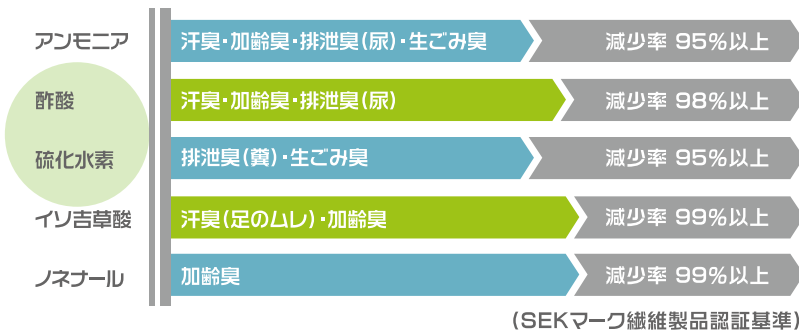 アンモニア 汗臭・加齢臭・排泄臭(尿)・生ごみ臭 減少率 95%以上
酢酸 汗臭・加齢臭・排泄臭(尿) 減少率 98%以上
硫化水素 排泄臭(糞)・生ごみ臭 減少率 95%以上
イソ吉草酸 汗臭(足のムレ)・加齢臭 減少率 99%以上
ノネナール 加齢臭 減少率 99%以上
(SEKマーク繊維製品認証基準)